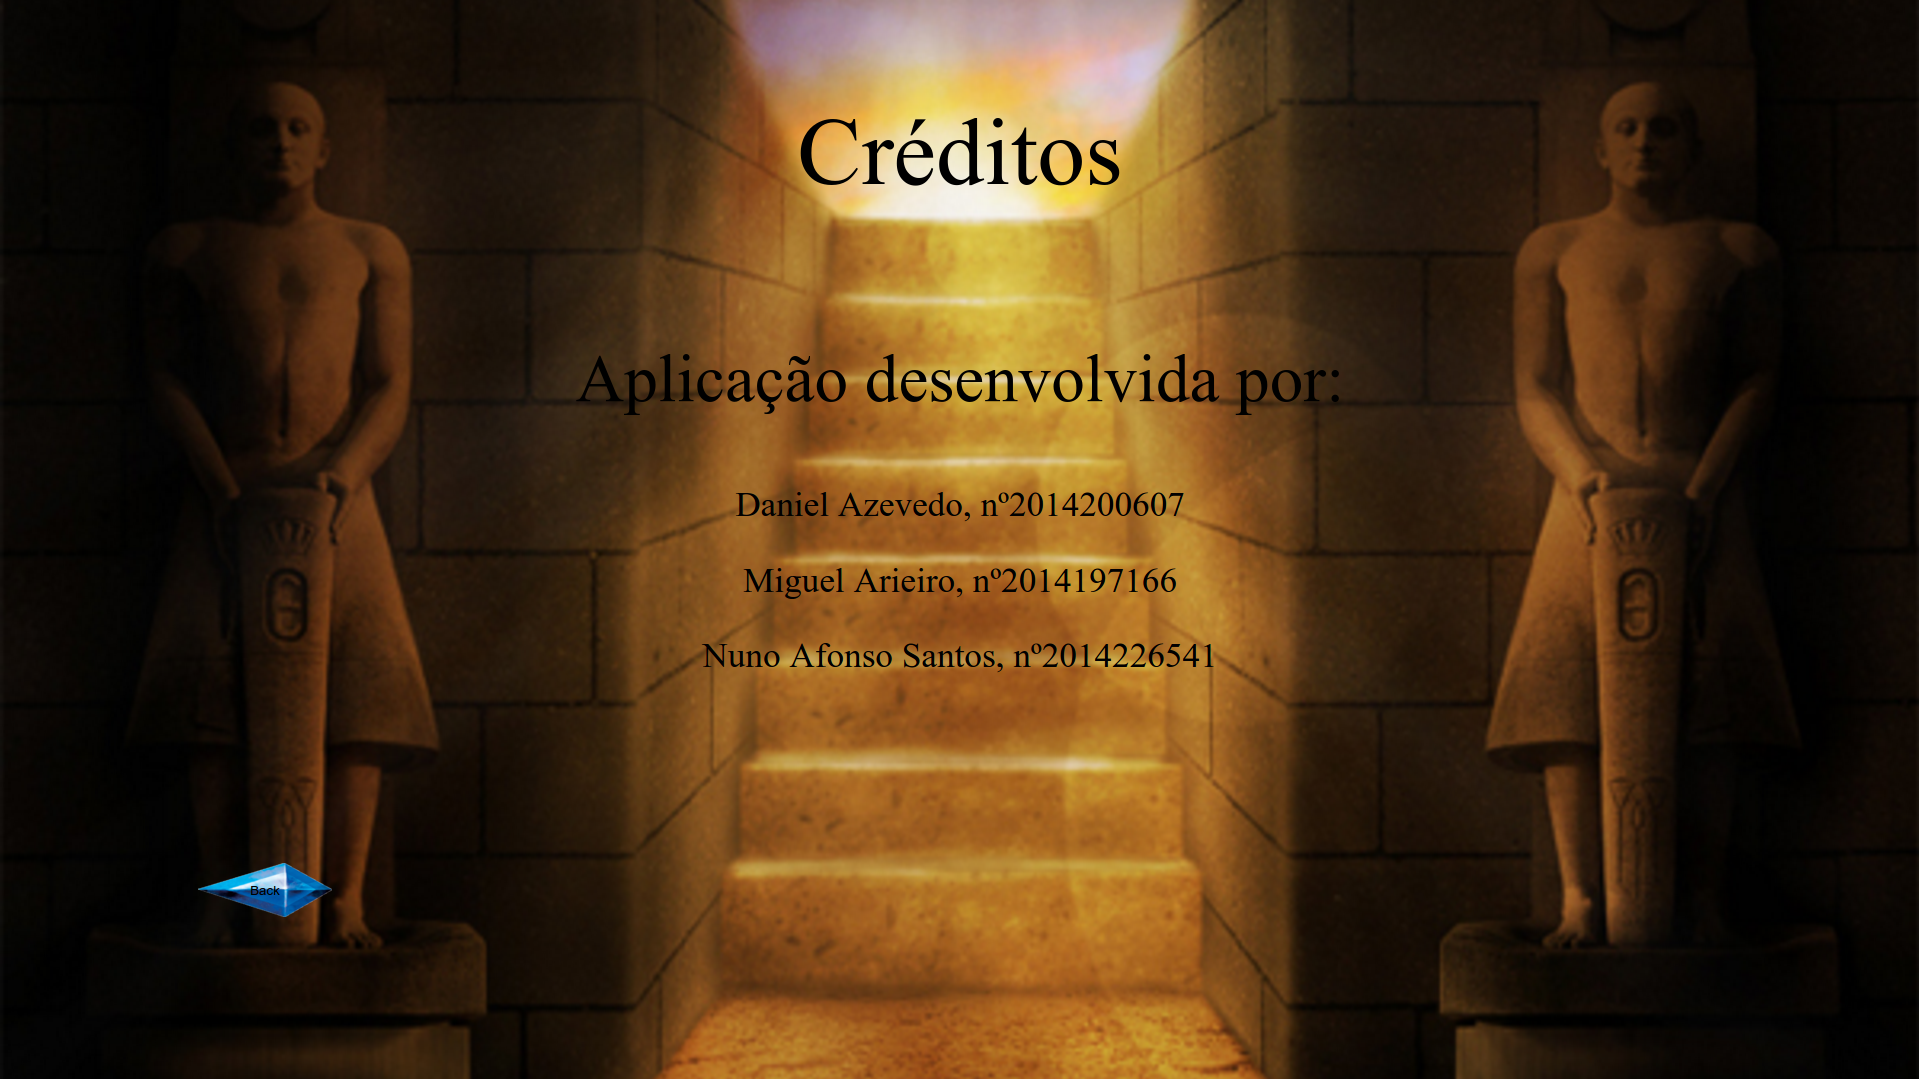 Créditos
Aplicação desenvolvida por:
Daniel Azevedo, nº2014200607
Miguel Arieiro, nº2014197166
Nuno Afonso Santos, nº2014226541
Back